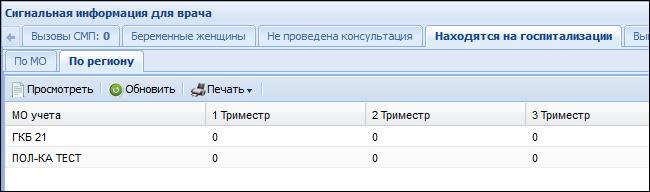 Сигнальная информация для врача
Вызовы СМП: 0 Беременные женщины Не проведена консультация Находятся на госпитализации
По МО По региону
Просмотреть Обновить Печать
МО учета 1 Триместр 2 Триместр 3 Триместр
ГКБ 21 0 0 0
ПОЛ-КА ТЕСТ 0 0 0